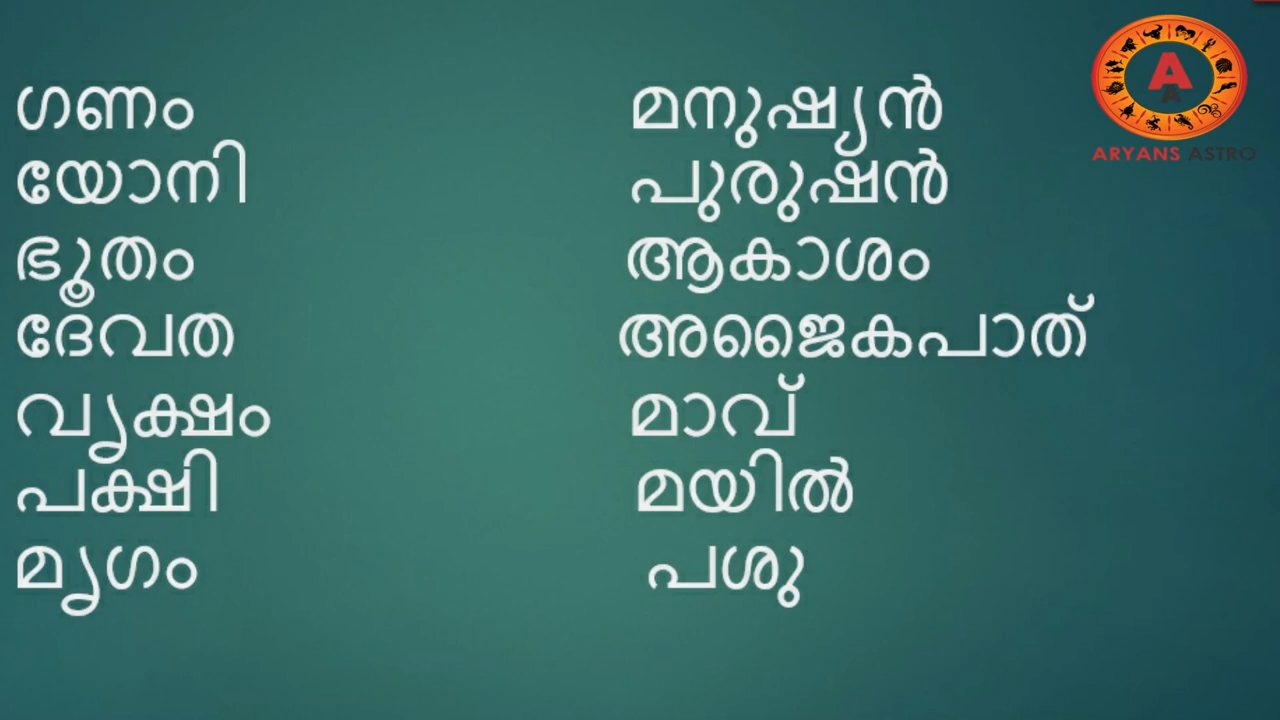 ഗണം മനുഷ്യൻ
യോനി പുരുഷൻ
ഭൂതം ആകാശം
ദേവത അജൈകപാത്
വൃക്ഷം മാവ്
പക്ഷി മയിൽ
മൃഗം പശു
A
A
ARYANS ASTRO